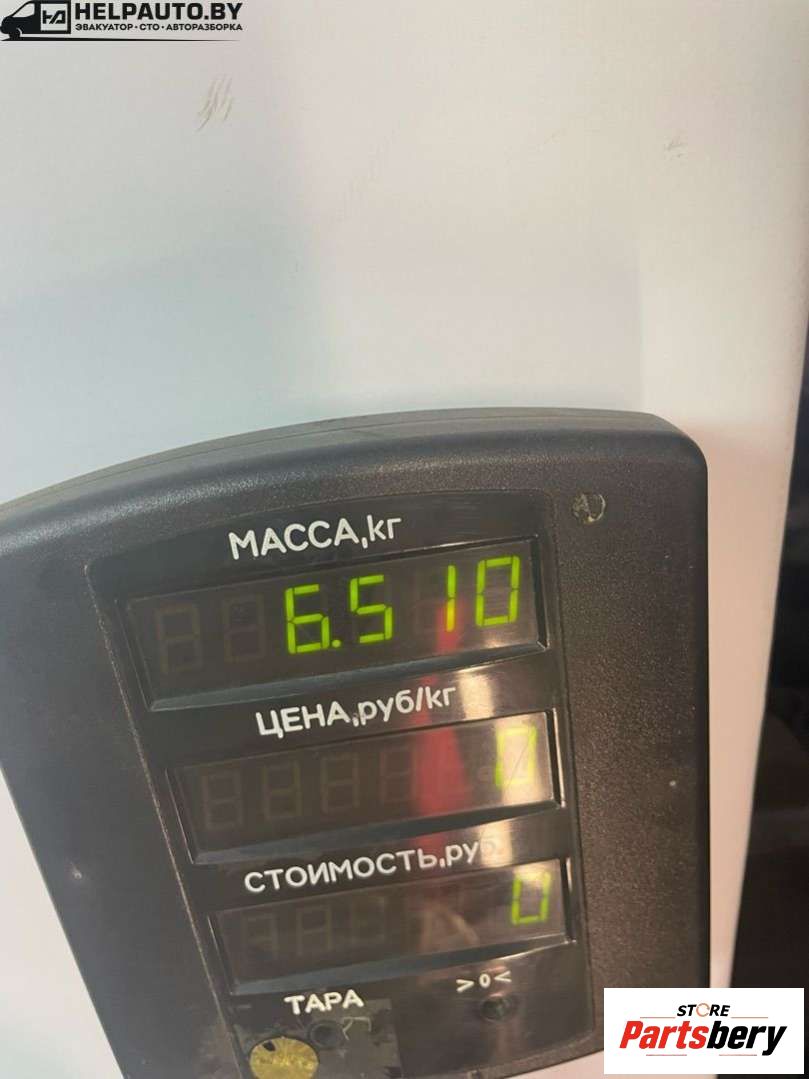 HELPAUTO.BY
ЭВАКУАТОР • СТО • АВТОРАЗБОРКА
МАССА,кг
6.510
ЦЕНА,руб/кг
0
СТОИМОСТЬ,руб
0
ТАРА
>0<
STORE
Partsbery